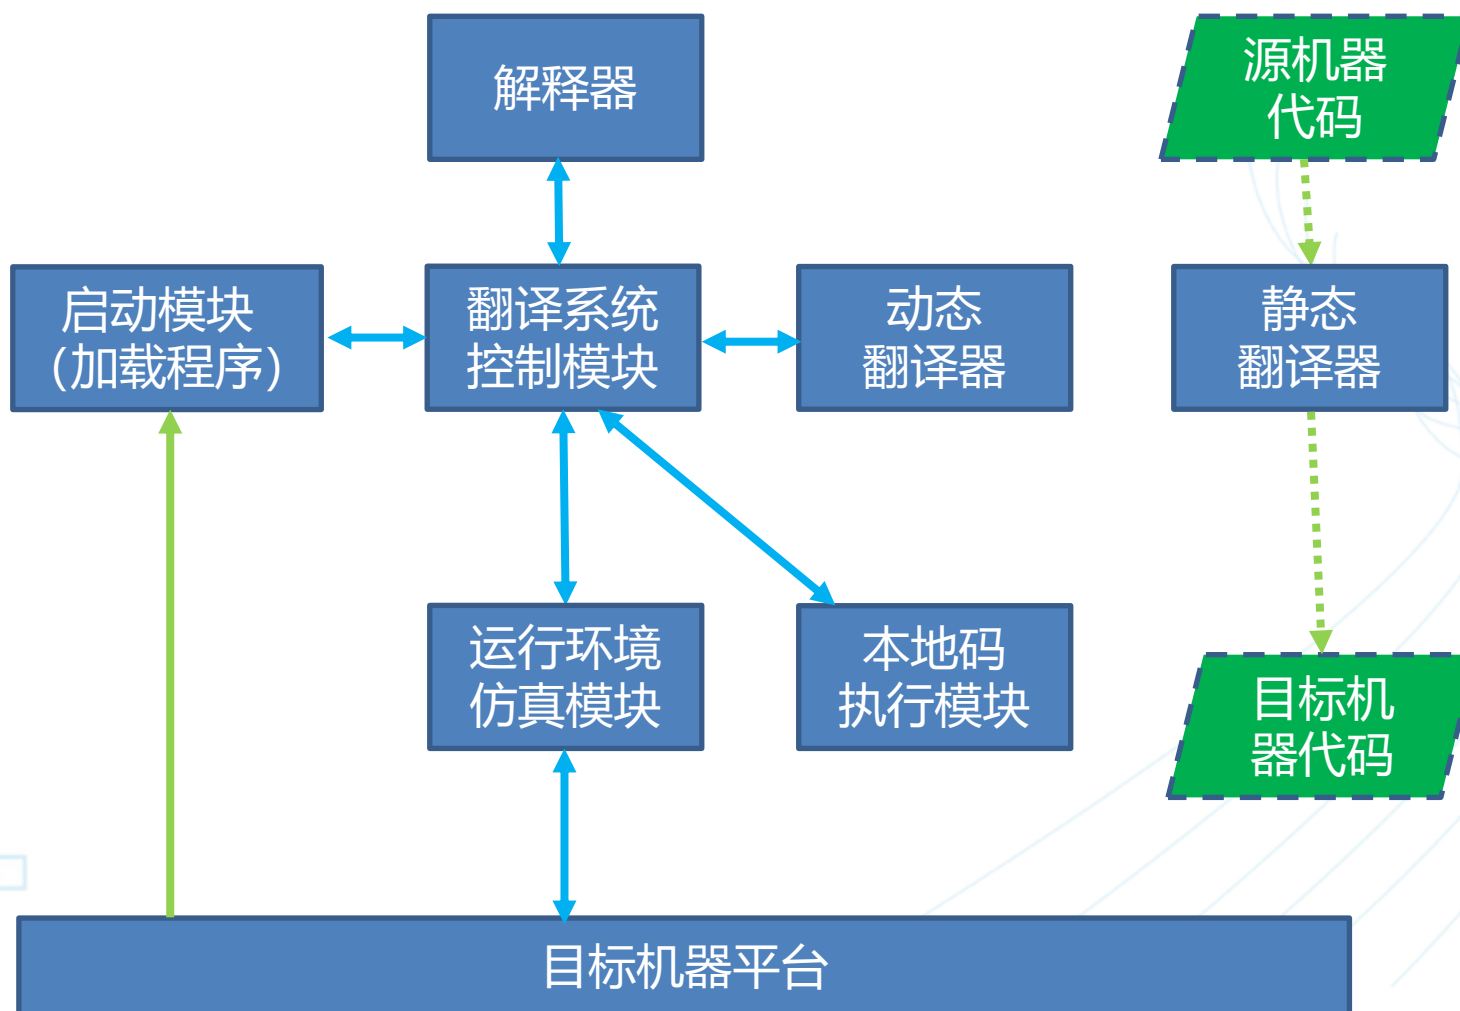 解释器
源机器
代码
启动模块
（加载程序）
翻译系统
控制模块
动态
翻译器
静态
翻译器
运行环境
仿真模块
本地码
执行模块
目标机
器代码
目标机器平台